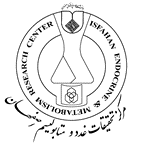 ISFAHAN ENDOCRINE & METABOLISM RESEARCH CENTER
مرکز تحقیقات غدد و متابولیسم اصفهان